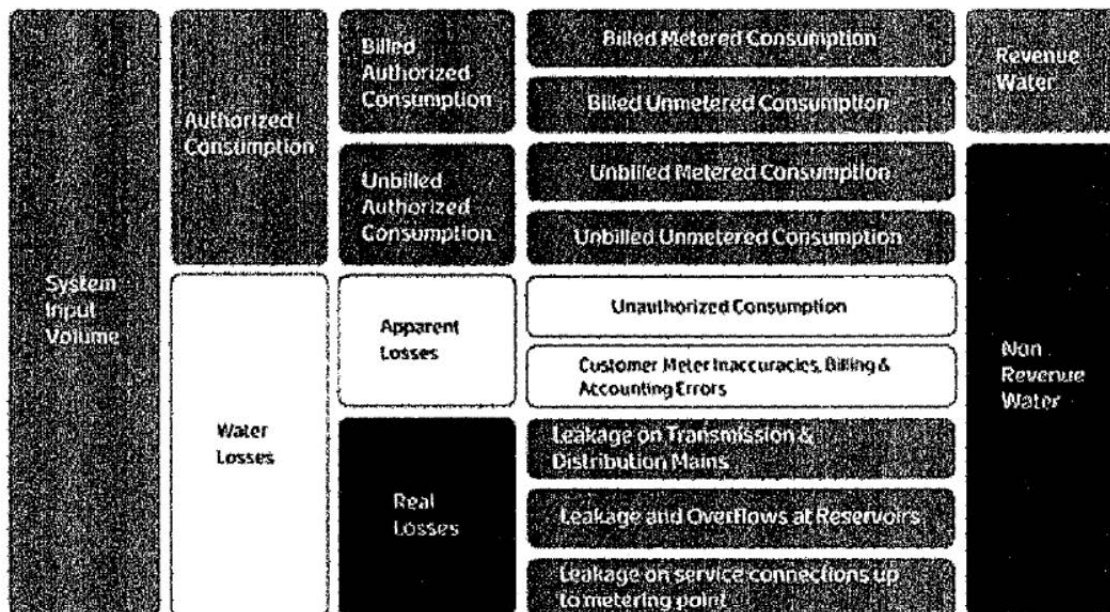 System
Input
Volume
Authorized
Consumption
Water
Losses
Billed
Authorized
Consumption
Unbilled
Authorized
Consumption
Apparent
Losses
Real
Losses
Billed Metered Consumption
Billed Unmetered Consumption
Unbilled Metered Consumption
Unbilled Unmetered Consumption
Unauthorized Consumption
Customer Meter Inaccuracies, Billing &
Accounting Errors
Leakage on Transmission &
Distribution Mains
Leakage and Overflows at Reservoirs
Leakage on service connections up
to metering point
Revenue
Water
Non
Revenue
Water